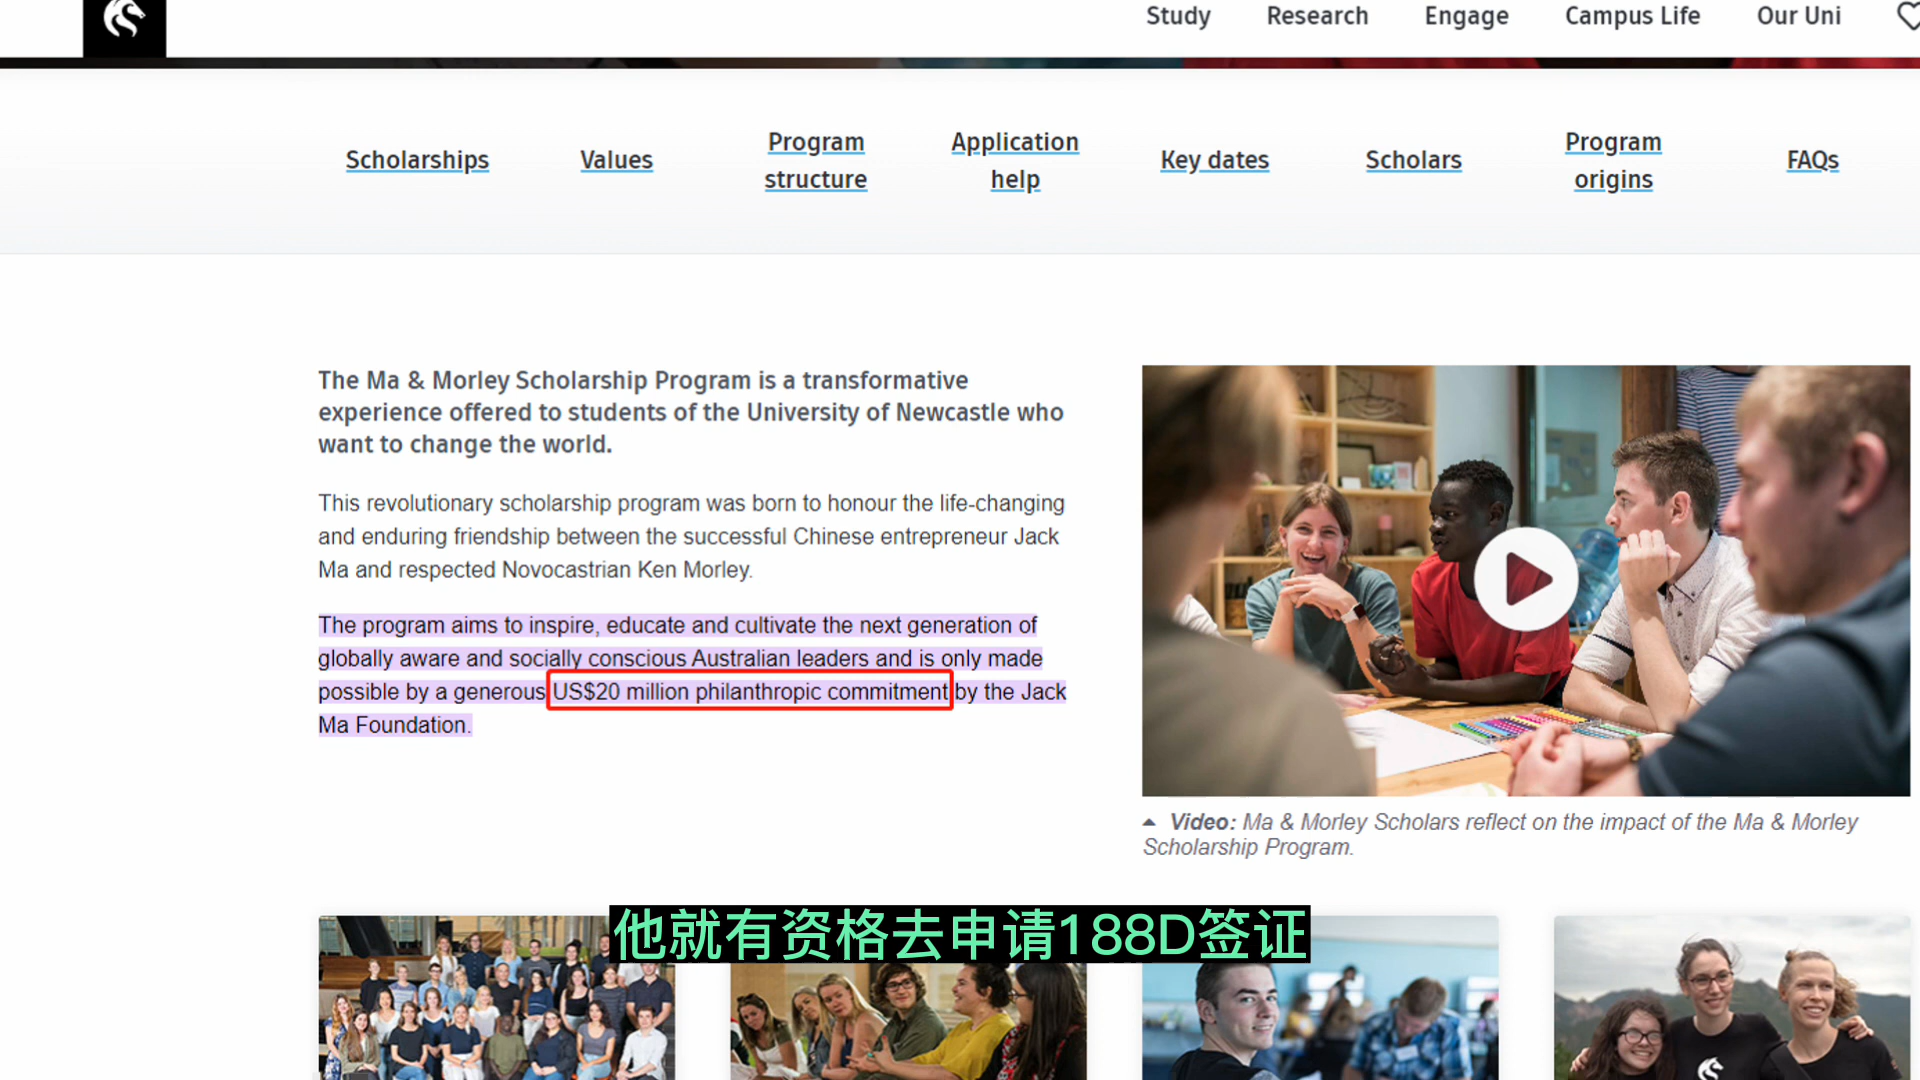 Study
Research
Engage
Campus Life
Our Uni
Scholarships
Values
Program structure
Application help
Key dates
Scholars
Program origins
FAQs
The Ma & Morley Scholarship Program is a transformative
experience offered to students of the University of Newcastle who
want to change the world.
This revolutionary scholarship program was born to honour the life-changing
and enduring friendship between the successful Chinese entrepreneur Jack
Ma and respected Novocastrian Ken Morley.
The program aims to inspire, educate and cultivate the next generation of
globally aware and socially conscious Australian leaders and is only made
possible by a generous US$20 million philanthropic commitment by the Jack
Ma Foundation.
Video: Ma & Morley Scholars reflect on the impact of the Ma & Morley
Scholarship Program.
他就有资格去申请188D签证